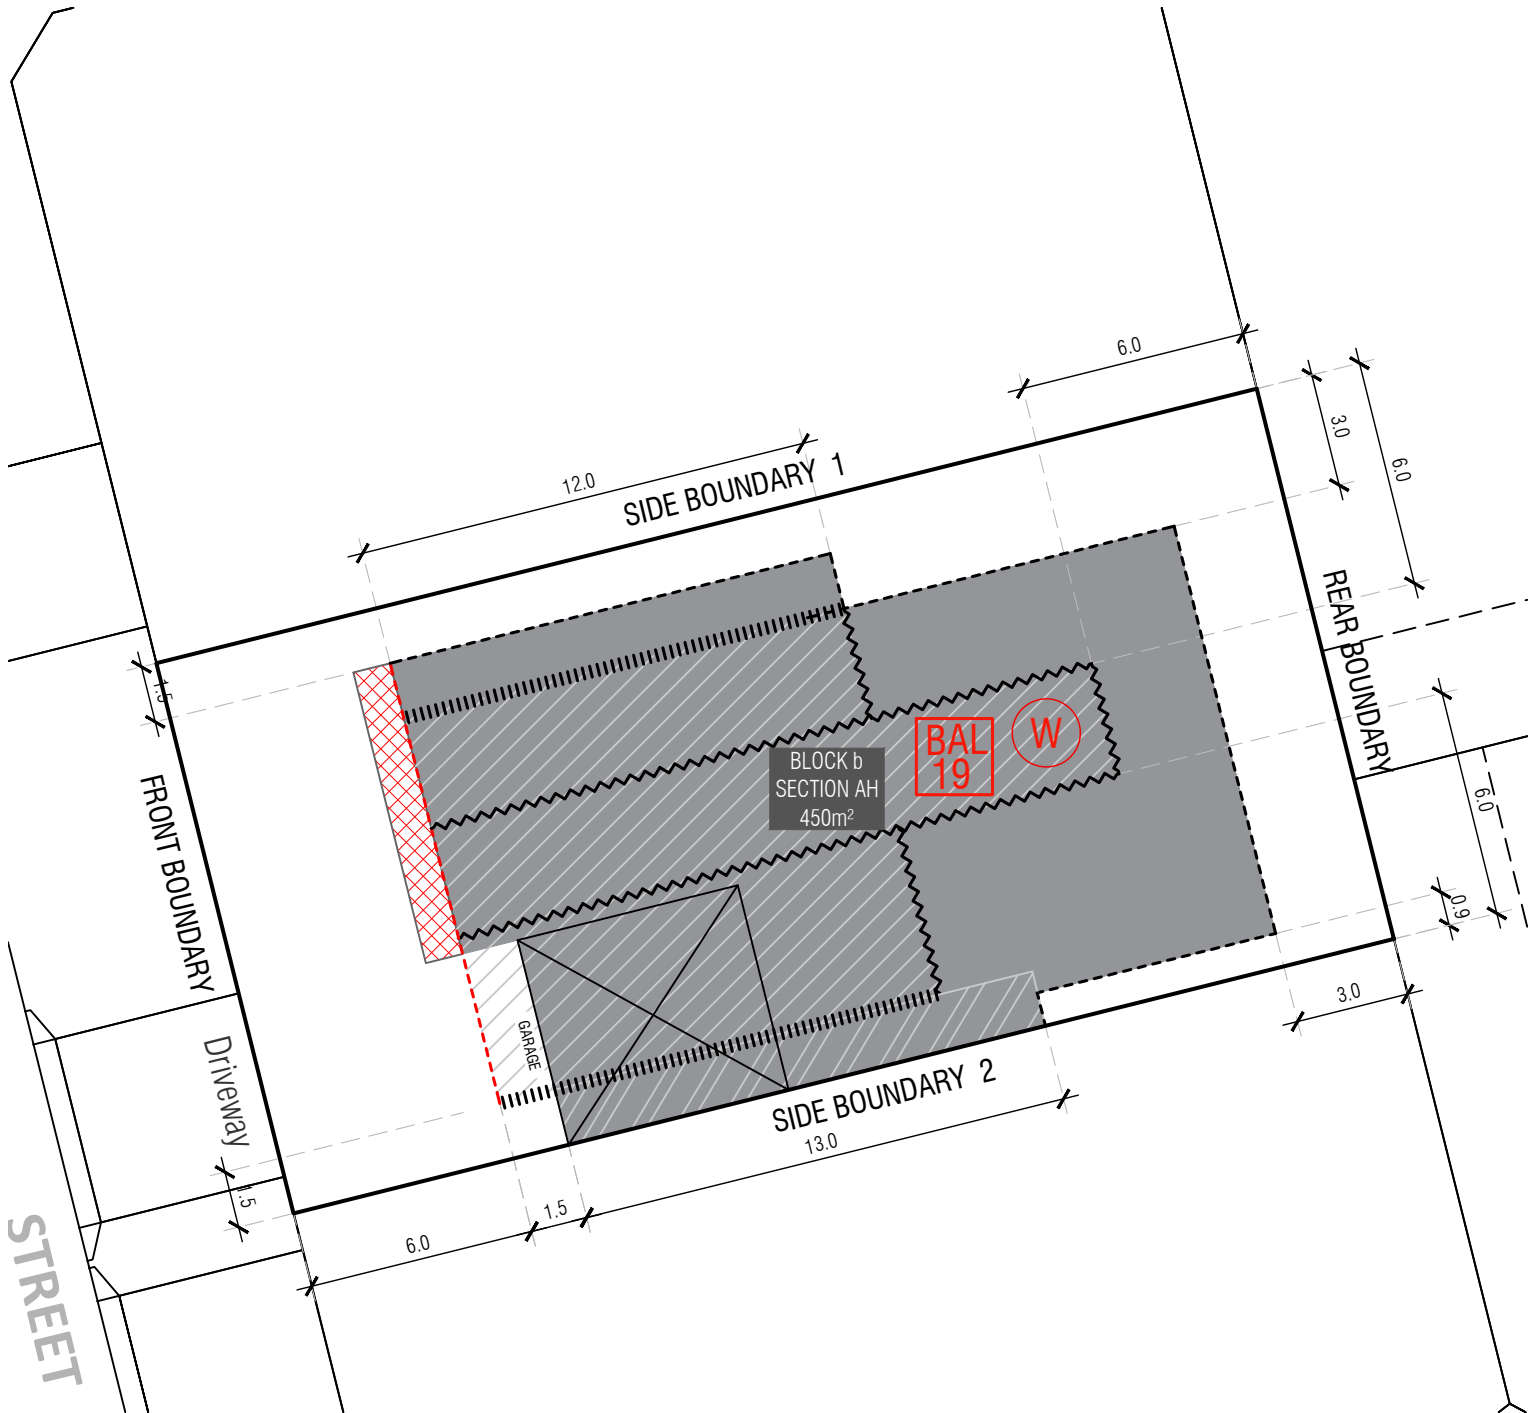 6.0
12.0
SIDE BOUNDARY 1
3.0
6.0
1.5
REAR BOUNDARY
FRONT BOUNDARY
BLOCK b
SECTION AH
450m²
BAL
19
W
6.0
0.9
3.0
GARAGE
Driveway
SIDE BOUNDARY 2
13.0
1.5
1.5
6.0
STREET